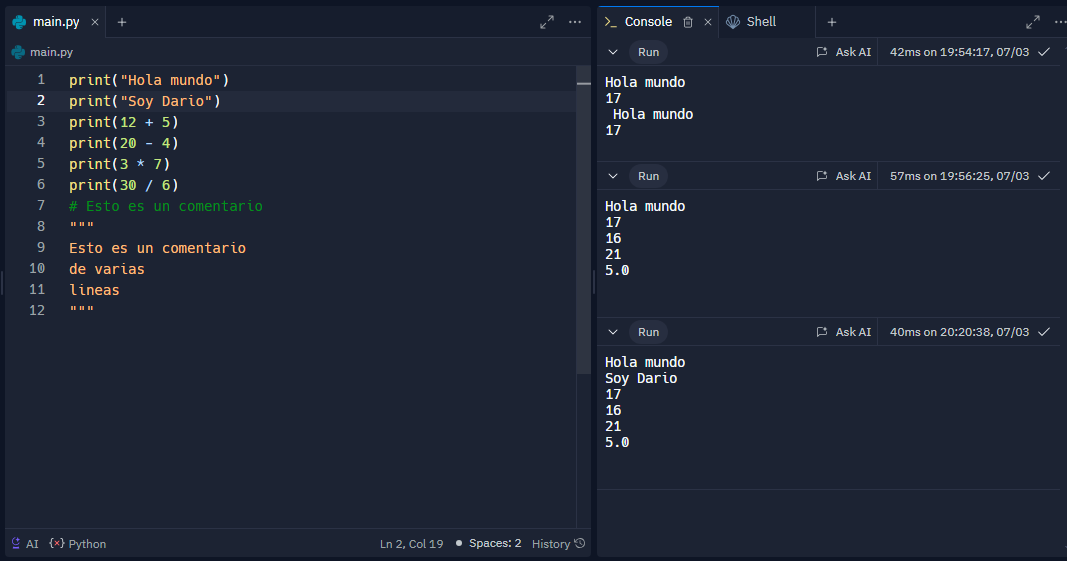 main.py
main.py
1 print("Hola mundo")
2 print("Soy Dario")
3 print(12 + 5)
4 print(20 - 4)
5 print(3 * 7)
6 print(30 / 6)
7 # Esto es un comentario
8 """
9 Esto es un comentario
10 de varias
11 lineas
12 """
AI {x} Python Ln 2, Col 19 Spaces: 2 History
Console Shell
Run Ask AI 42ms on 19:54:17, 07/03
Hola mundo
17
 Hola mundo
17
Run Ask AI 57ms on 19:56:25, 07/03
Hola mundo
17
16
21
5.0
Run Ask AI 40ms on 20:20:38, 07/03
Hola mundo
Soy Dario
17
16
21
5.0